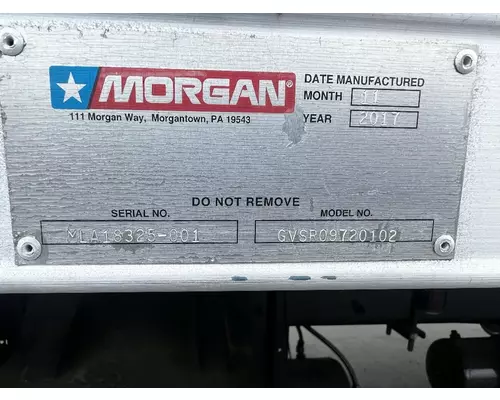 MORGAN®
111 Morgan Way, Morgantown, PA 19543
DATE MANUFACTURED
MONTH 11
YEAR 2017
DO NOT REMOVE
SERIAL NO. MODEL NO.
MLA18325-001 GVSR09720102